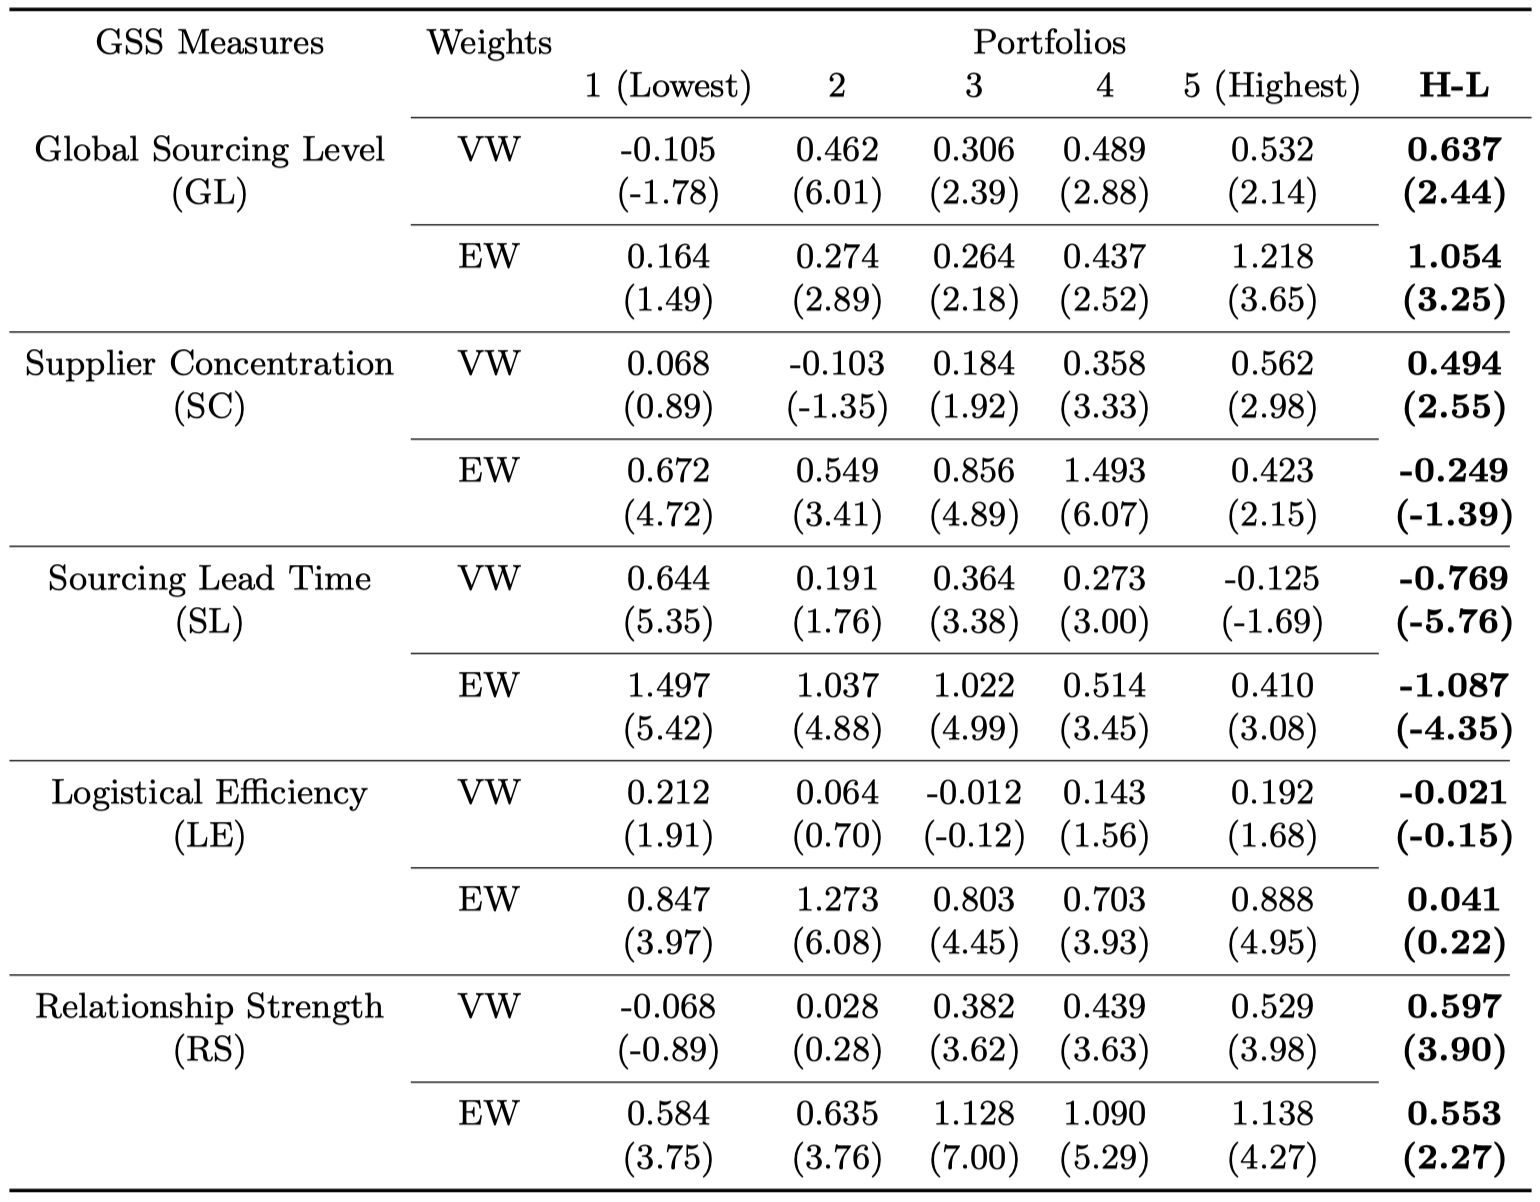 GSS Measures Weights Portfolios
1 (Lowest) 2 3 4 5 (Highest) H-L
Global Sourcing Level VW -0.105 0.462 0.306 0.489 0.532 0.637
(GL) (-1.78) (6.01) (2.39) (2.88) (2.14) (2.44)
EW 0.164 0.274 0.264 0.437 1.218 1.054
(1.49) (2.89) (2.18) (2.52) (3.65) (3.25)
Supplier Concentration VW 0.068 -0.103 0.184 0.358 0.562 0.494
(SC) (0.89) (-1.35) (1.92) (3.33) (2.98) (2.55)
EW 0.672 0.549 0.856 1.493 0.423 -0.249
(4.72) (3.41) (4.89) (6.07) (2.15) (-1.39)
Sourcing Lead Time VW 0.644 0.191 0.364 0.273 -0.125 -0.769
(SL) (5.35) (1.76) (3.38) (3.00) (-1.69) (-5.76)
EW 1.497 1.037 1.022 0.514 0.410 -1.087
(5.42) (4.88) (4.99) (3.45) (3.08) (-4.35)
Logistical Efficiency VW 0.212 0.064 -0.012 0.143 0.192 -0.021
(LE) (1.91) (0.70) (-0.12) (1.56) (1.68) (-0.15)
EW 0.847 1.273 0.803 0.703 0.888 0.041
(3.97) (6.08) (4.45) (3.93) (4.95) (0.22)
Relationship Strength VW -0.068 0.028 0.382 0.439 0.529 0.597
(RS) (-0.89) (0.28) (3.62) (3.63) (3.98) (3.90)
EW 0.584 0.635 1.128 1.090 1.138 0.553
(3.75) (3.76) (7.00) (5.29) (4.27) (2.27)